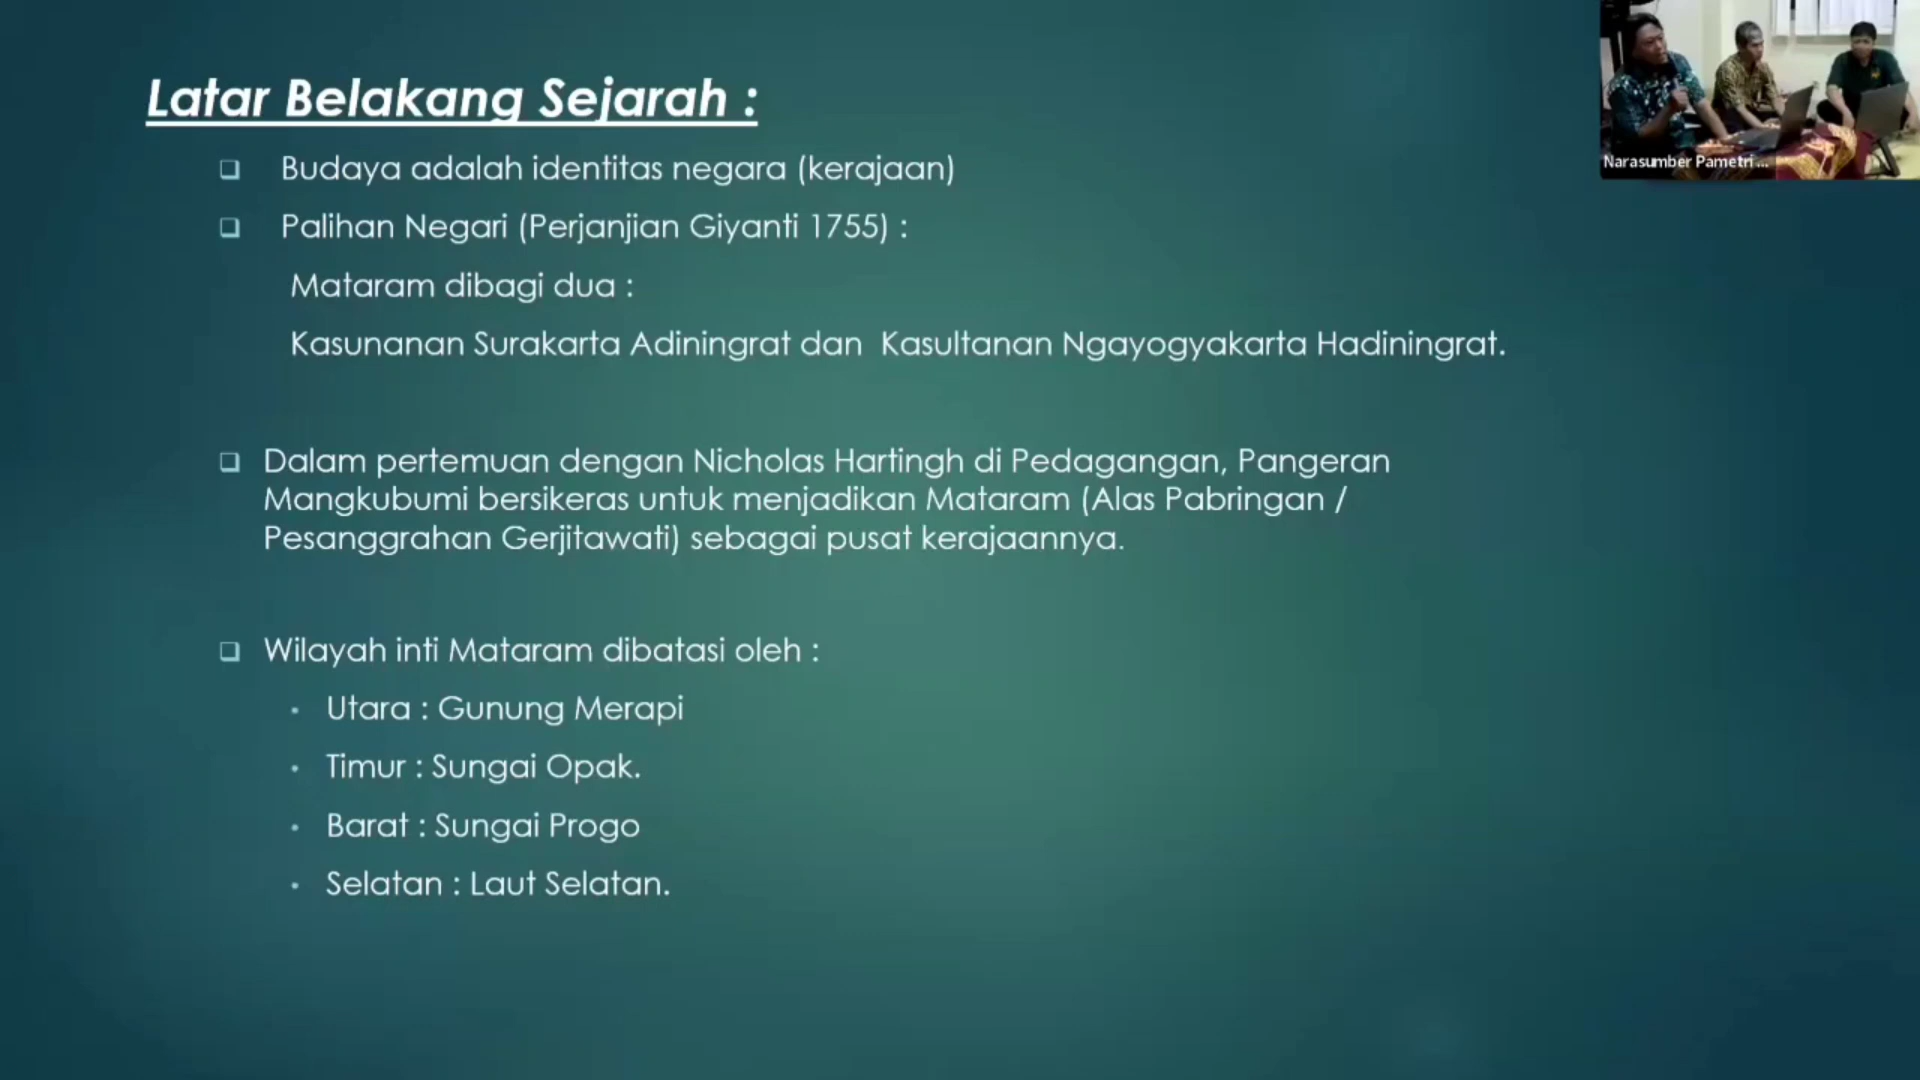 Latar Belakang Sejarah :
Budaya adalah identitas negara (kerajaan)
Palihan Negari (Perjanjian Giyanti 1755) :
Mataram dibagi dua :
Kasunanan Surakarta Adiningrat dan Kasultanan Ngayogyakarta Hadiningrat.
Dalam pertemuan dengan Nicholas Hartingh di Pedagangan, Pangeran
Mangkubumi bersikeras untuk menjadikan Mataram (Alas Pabringan /
Pesanggrahan Gerjitawati) sebagai pusat kerajaannya.
Wilayah inti Mataram dibatasi oleh :
Utara : Gunung Merapi
Timur : Sungai Opak.
Barat : Sungai Progo
Selatan : Laut Selatan.
Narasumber Pametri ...